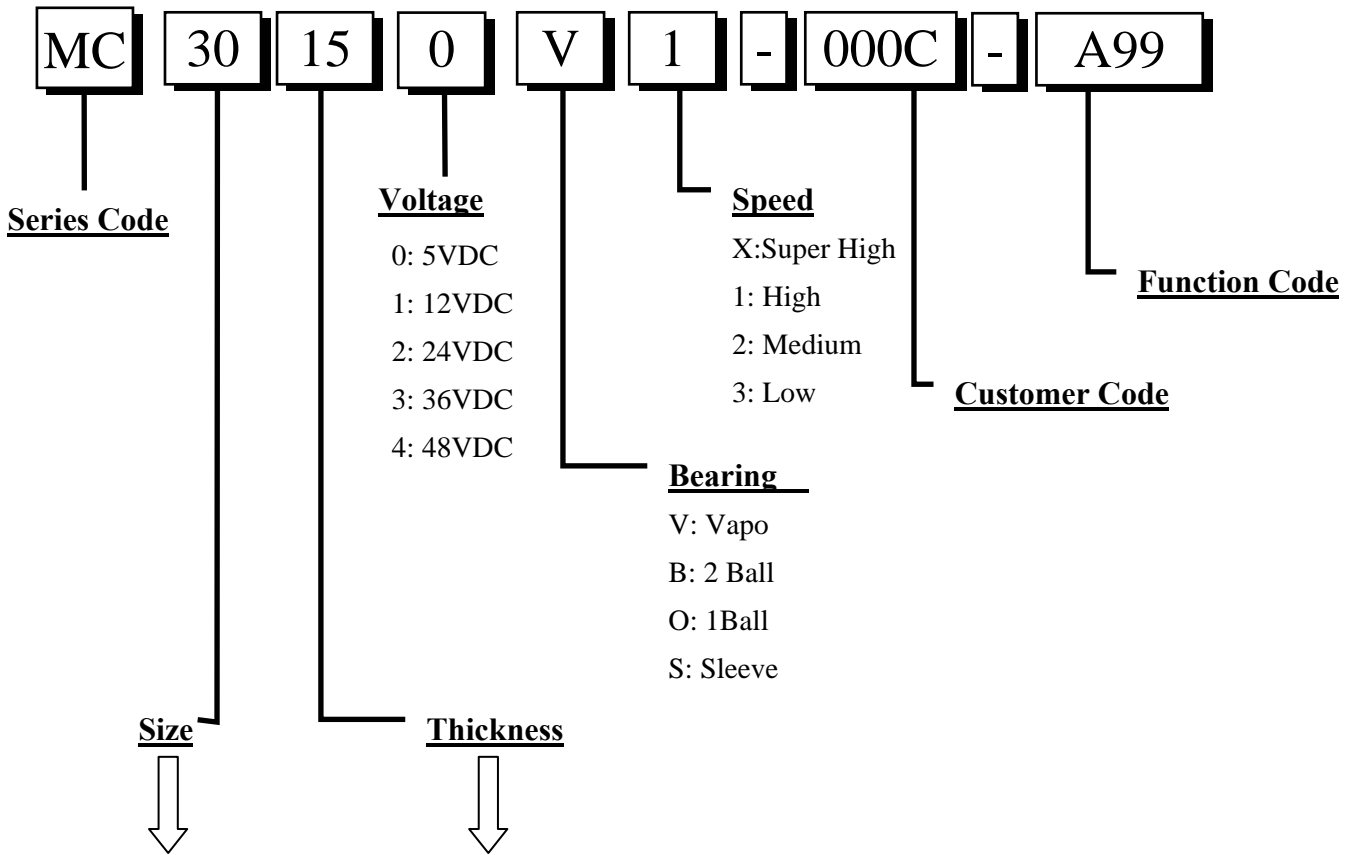 MC 30 15 0 V 1 - 000C - A99
Series Code
Voltage
0: 5VDC
1: 12VDC
2: 24VDC
3: 36VDC
4: 48VDC
Speed
X:Super High
1: High
2: Medium
3: Low
Function Code
Customer Code
Bearing
V: Vapo
B: 2 Ball
O: 1Ball
S: Sleeve
Size
Thickness